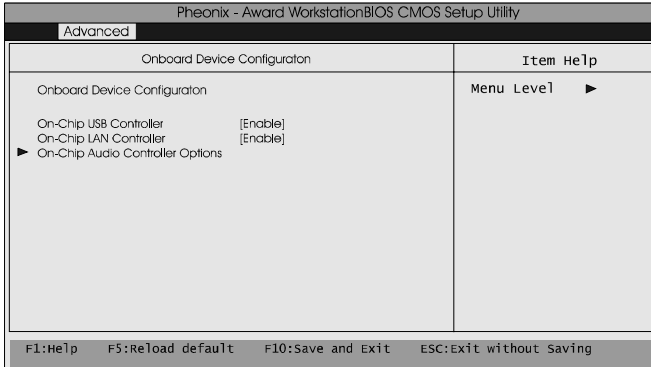 Pheonix - Award WorkstationBIOS CMOS Setup Utility
Advanced
Onboard Device Configuraton
Item Help
Onboard Device Configuraton
Menu Level ▶
On-Chip USB Controller [Enable]
On-Chip LAN Controller [Enable]
▶ On-Chip Audio Controller Options
F1:Help F5:Reload default F10:Save and Exit ESC:Exit without Saving